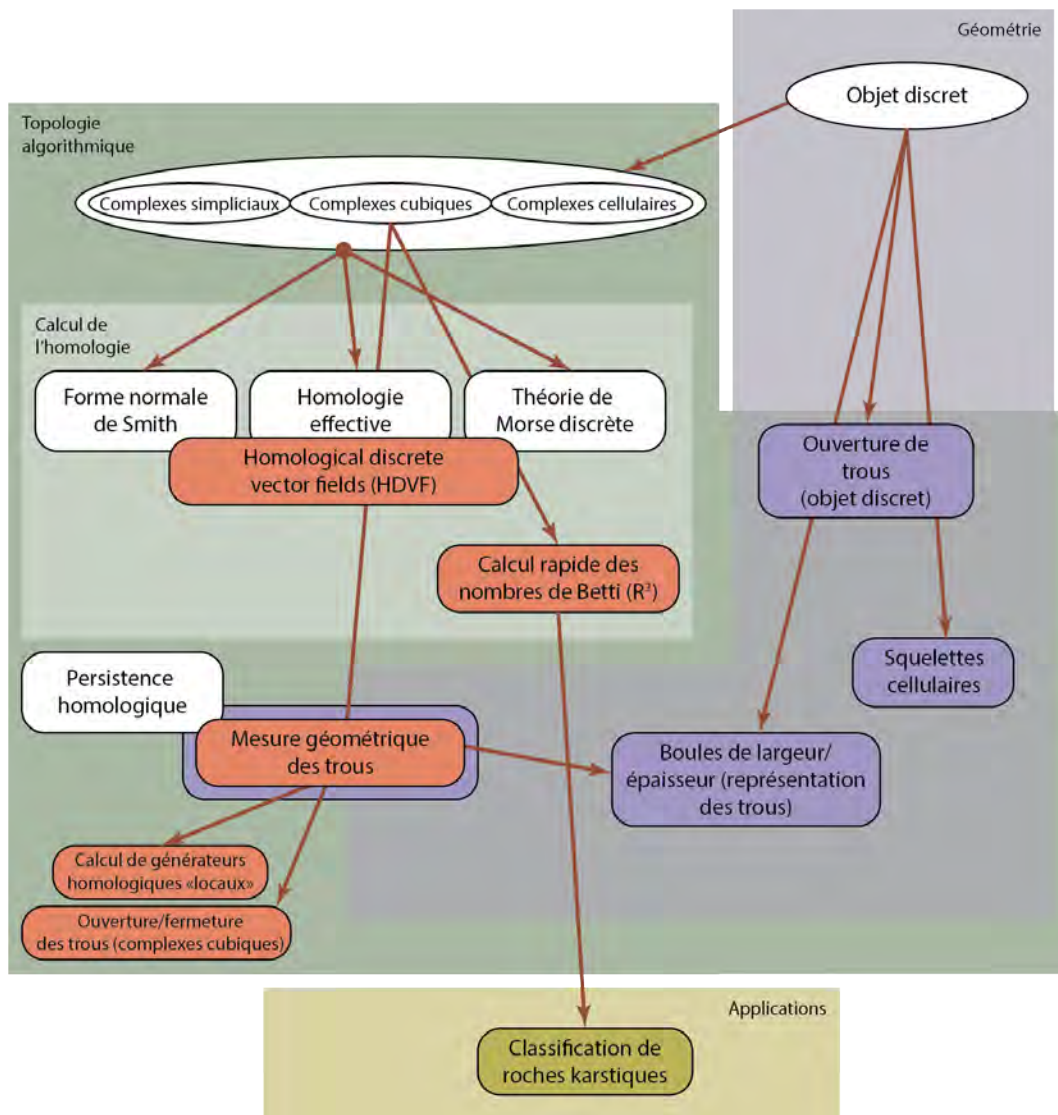 Géométrie
Objet discret
Topologie
algorithmique
Complexes simpliciaux
Complexes cubiques
Complexes cellulaires
Calcul de
l'homologie
Forme normale
de Smith
Homologie
effective
Théorie de
Morse discrète
Homological discrete
vector fields (HDVF)
Ouverture de
trous
(objet discret)
Calcul rapide des
nombres de Betti (R³)
Squelettes
cellulaires
Persistence
homologique
Mesure géométrique
des trous
Boules de largeur/
épaisseur (représentation
des trous)
Calcul de générateurs
homologiques «locaux»
Ouverture/fermeture
des trous (complexes cubiques)
Applications
Classification de
roches karstiques